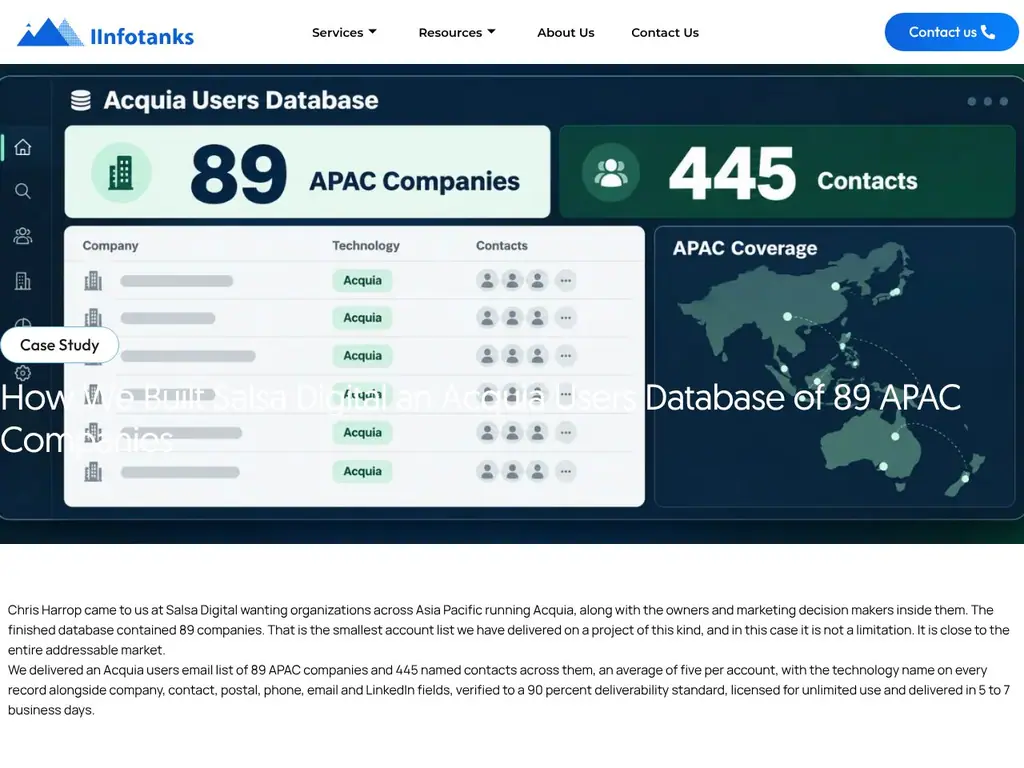 IInfotanks
Services
Resources
About Us
Contact Us
Contact us
Acquia Users Database
89 APAC Companies
445 Contacts
Company Technology Contacts
Acquia
Acquia
Acquia
Acquia
Acquia
Acquia
APAC Coverage
Case Study
How We Built Salsa Digital an Acquia Users Database of 89 APAC
Companies
Chris Harrop came to us at Salsa Digital wanting organizations across Asia Pacific running Acquia, along with the owners and marketing decision makers inside them. The
finished database contained 89 companies. That is the smallest account list we have delivered on a project of this kind, and in this case it is not a limitation. It is close to the
entire addressable market.
We delivered an Acquia users email list of 89 APAC companies and 445 named contacts across them, an average of five per account, with the technology name on every
record alongside company, contact, postal, phone, email and LinkedIn fields, verified to a 90 percent deliverability standard, licensed for unlimited use and delivered in 5 to 7
business days.